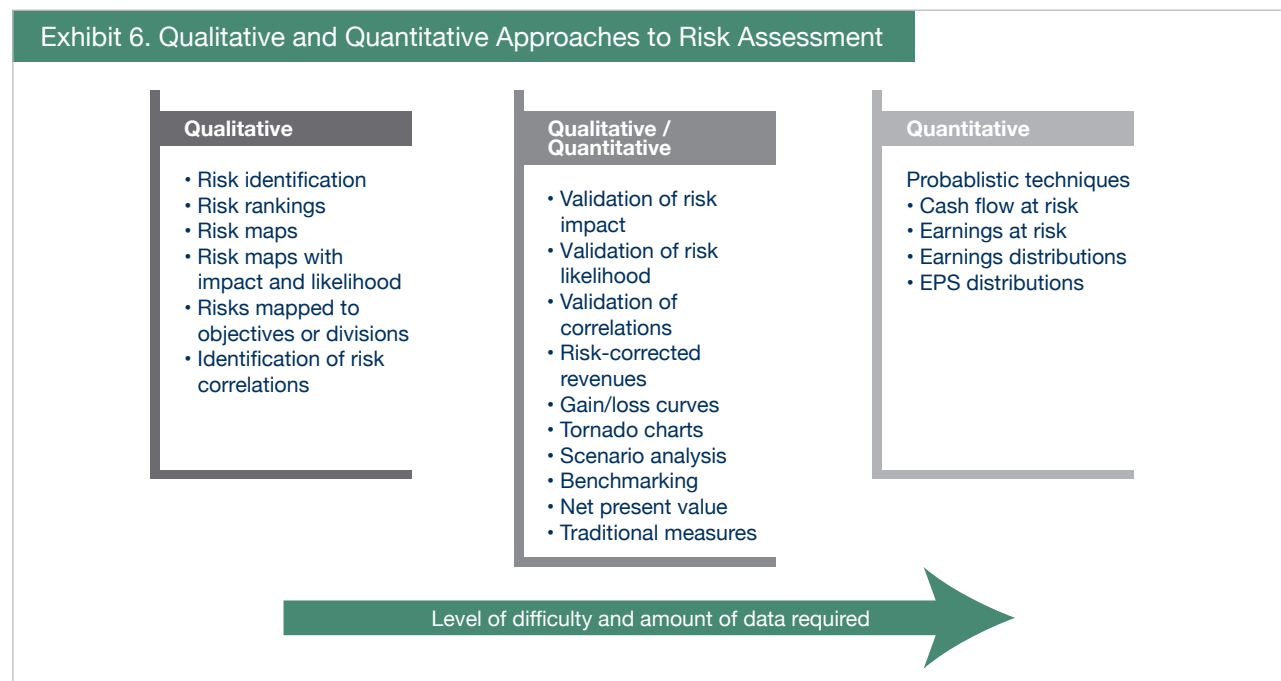 Exhibit 6. Qualitative and Quantitative Approaches to Risk Assessment
Qualitative
• Risk identification
• Risk rankings
• Risk maps
• Risk maps with
impact and likelihood
• Risks mapped to
objectives or divisions
• Identification of risk
correlations
Qualitative /
Quantitative
• Validation of risk
impact
• Validation of risk
likelihood
• Validation of
correlations
• Risk-corrected
revenues
• Gain/loss curves
• Tornado charts
• Scenario analysis
• Benchmarking
• Net present value
• Traditional measures
Quantitative
Probablistic techniques
• Cash flow at risk
• Earnings at risk
• Earnings distributions
• EPS distributions
Level of difficulty and amount of data required